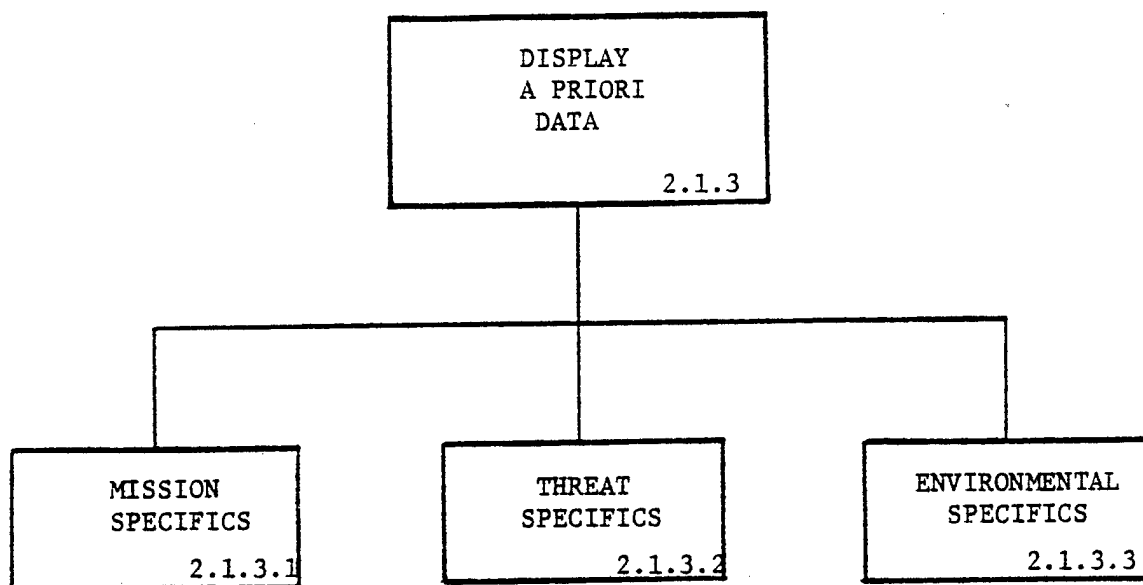 DISPLAY
A PRIORI
DATA
2.1.3
MISSION
SPECIFICS
2.1.3.1
THREAT
SPECIFICS
2.1.3.2
ENVIRONMENTAL
SPECIFICS
2.1.3.3